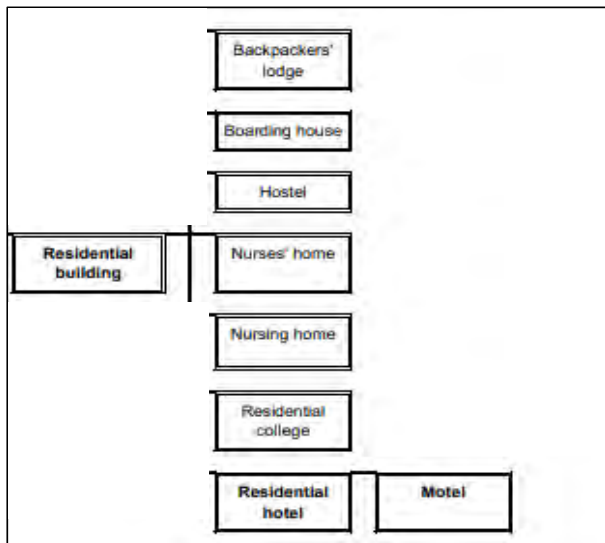 Backpackers'
lodge
Boarding house
Hostel
Residential
building
Nurses' home
Nursing home
Residential
college
Residential
hotel
Motel